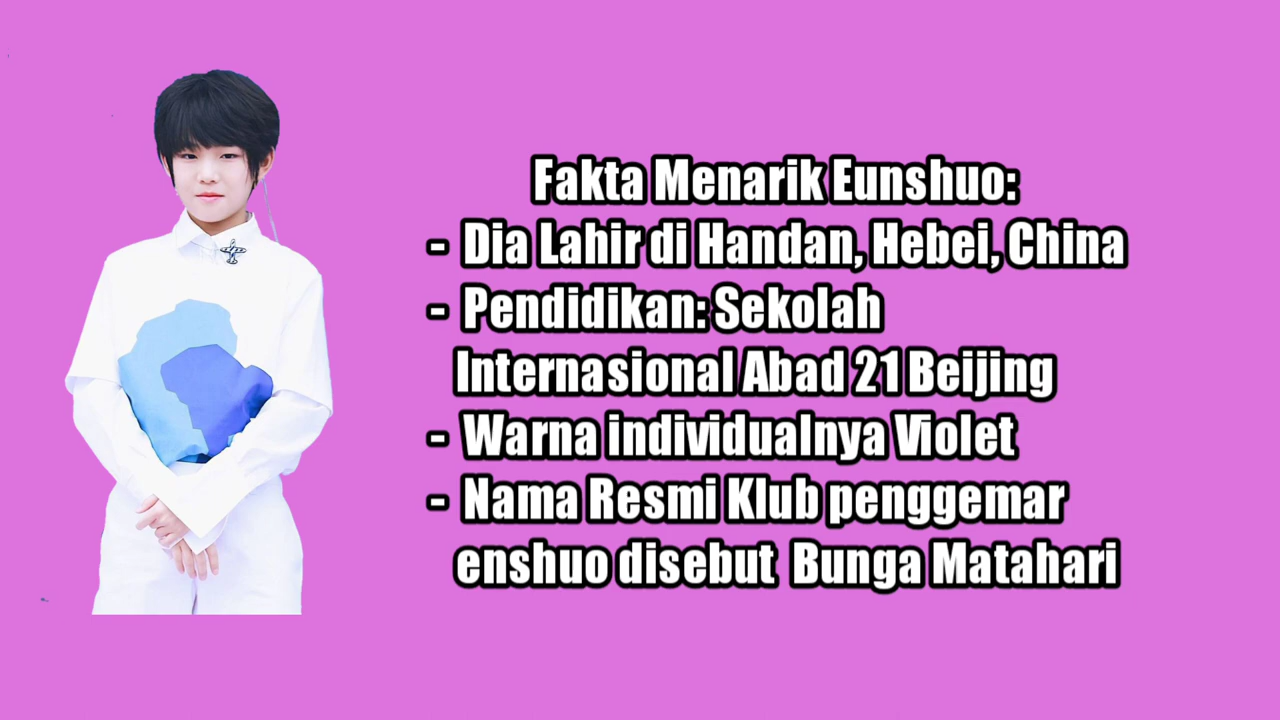 Fakta Menarik Eunshuo:
- Dia Lahir di Handan, Hebei, China
- Pendidikan: Sekolah
Internasional Abad 21 Beijing
- Warna individualnya Violet
- Nama Resmi Klub penggemar
enshuo disebut Bunga Matahari